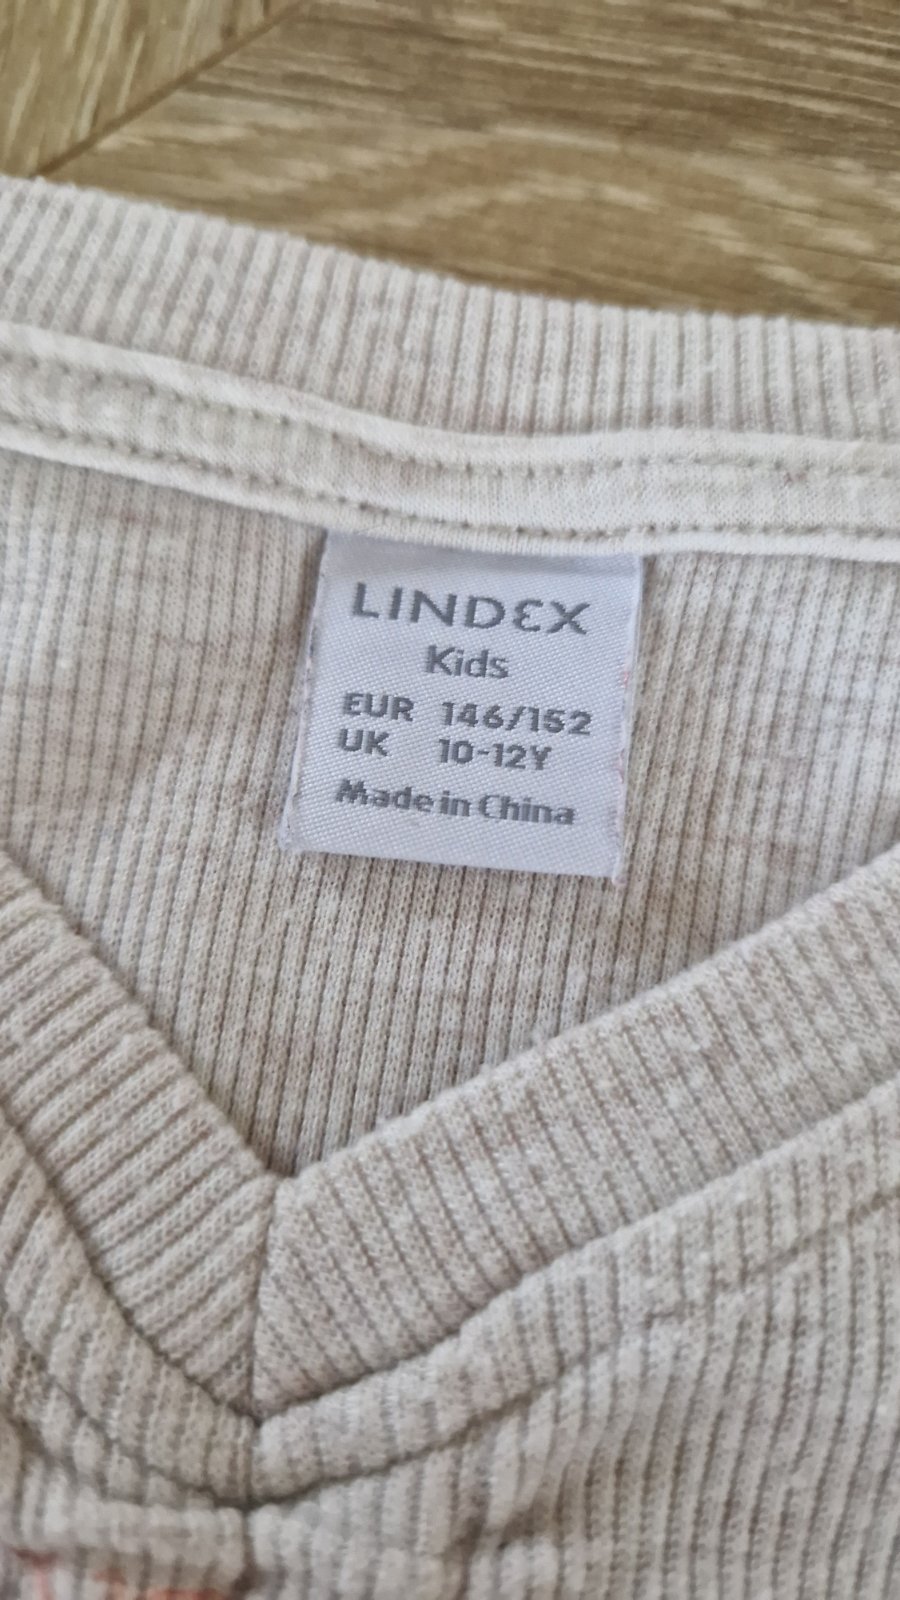 LINDEX
Kids
EUR 146/152
UK 10-12Y
Made in China